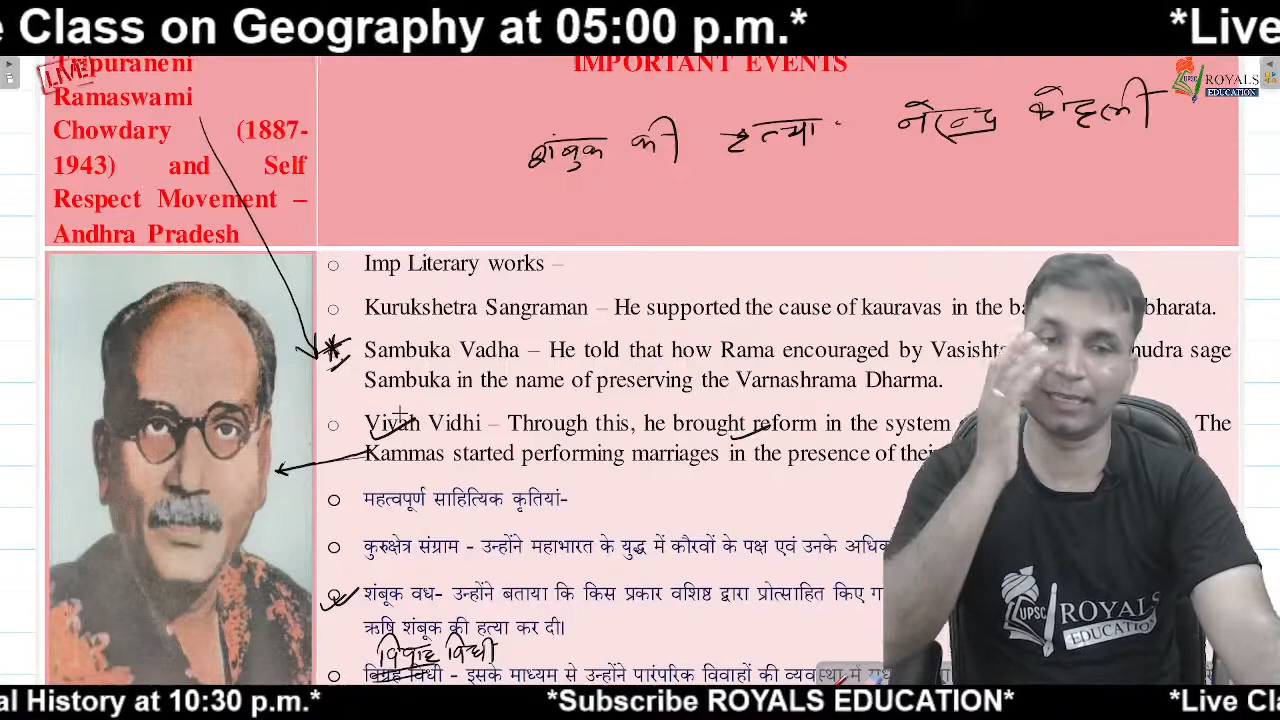 e Class on Geography at 05:00 p.m.* *Live
Tripuraneni
Ramaswami
Chowdary (1887-
1943) and Self
Respect Movement –
Andhra Pradesh
LIVE
IMPORTANT EVENTS
शंबुक की हत्या नरेन्द्र कोहली
UPSC ROYALS
EDUCATION
Imp Literary works –
Kurukshetra Sangraman – He supported the cause of kauravas in the ba bharata.
Sambuka Vadha – He told that how Rama encouraged by Vasisht mudra sage
Sambuka in the name of preserving the Varnashrama Dharma.
Vivah Vidhi – Through this, he brought reform in the system The
Kammas started performing marriages in the presence of thei
महत्वपूर्ण साहित्यिक कृतियां-
कुरुक्षेत्र संग्राम - उन्होंने महाभारत के युद्ध में कौरवों के पक्ष एवं उनके अधिक
शंबूक वध- उन्होंने बताया कि किस प्रकार वशिष्ठ द्वारा प्रोत्साहित किए ग
ऋषि शंबूक की हत्या कर दी।
विवाह विधी
विग्रह विधी - इसके माध्यम से उन्होंने पारंपरिक विवाहों की व्यवस्था में
UPSC ROYALS
EDUCATION
al History at 10:30 p.m.* *Subscribe ROYALS EDUCATION* *Live Cl